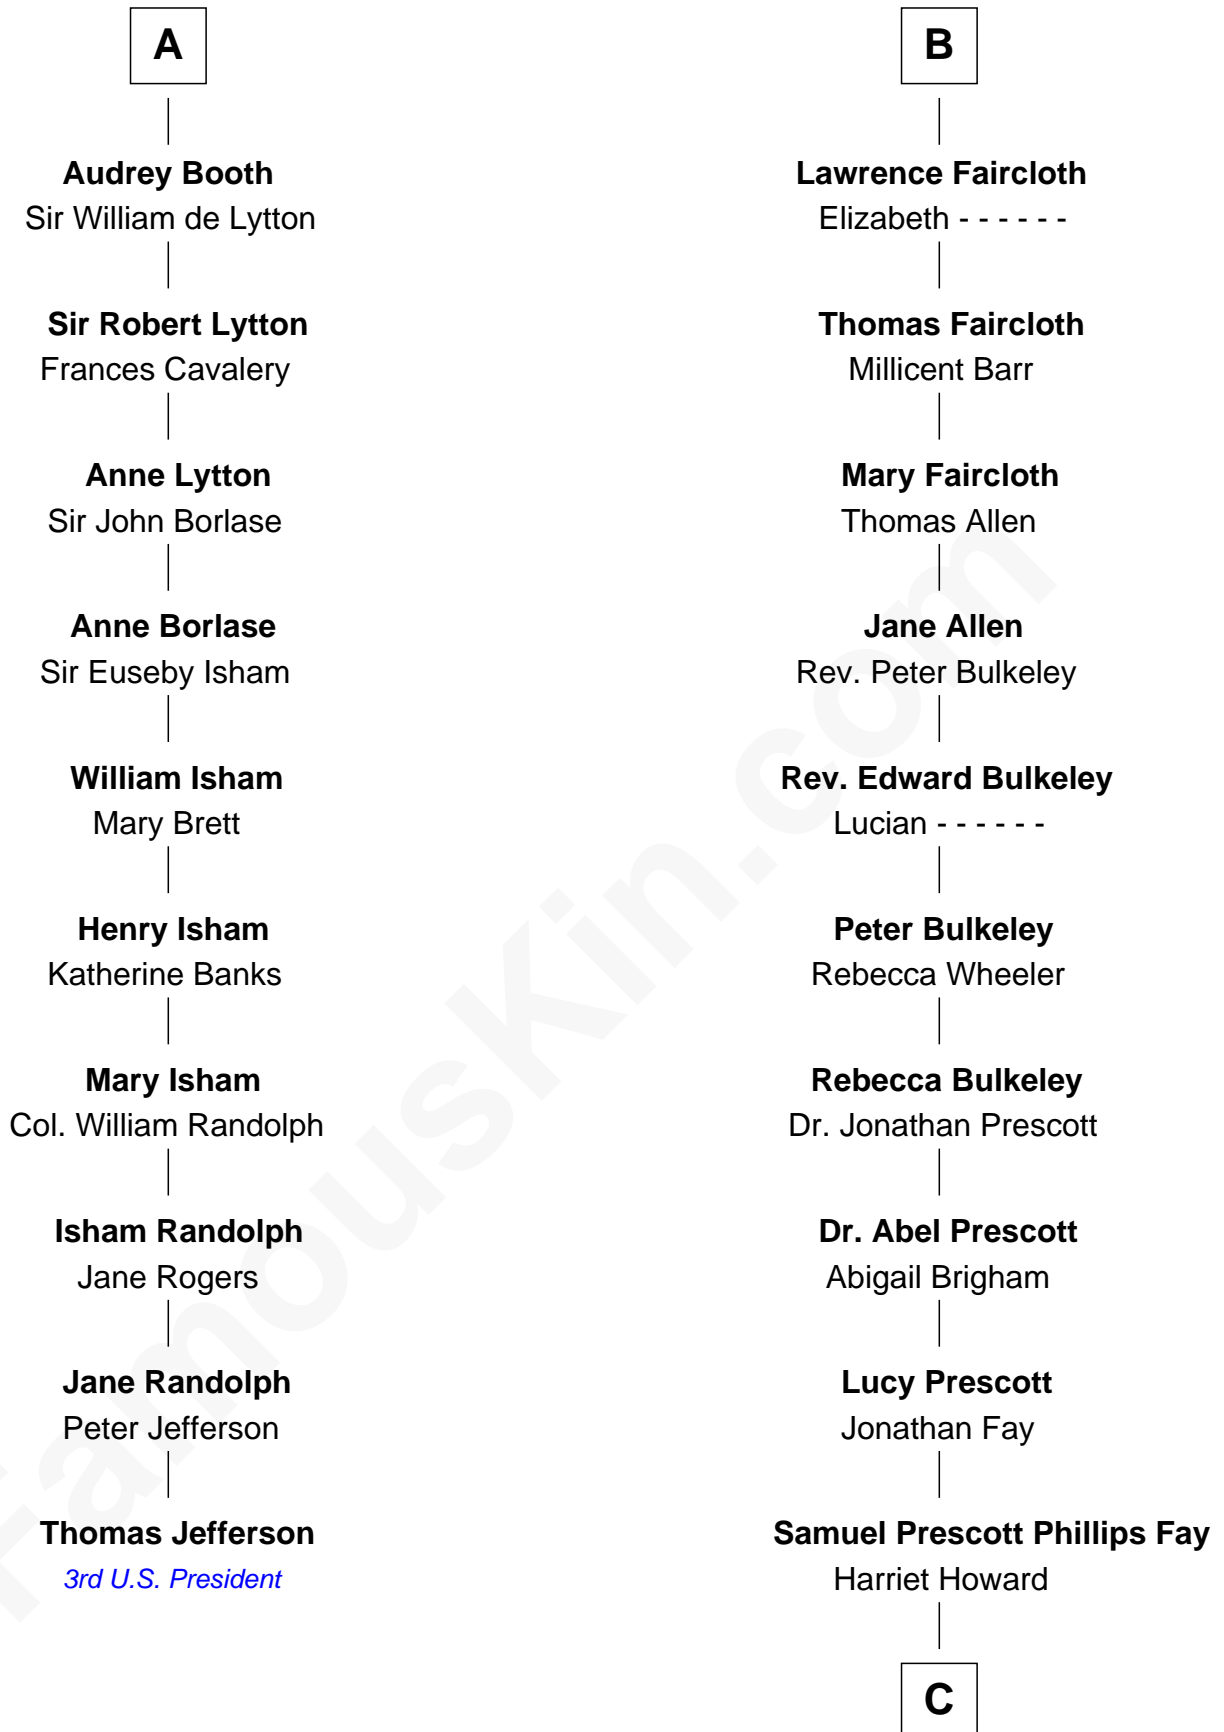 A
Audrey Booth
Sir William de Lytton
Sir Robert Lytton
Frances Cavalery
Anne Lytton
Sir John Borlase
Anne Borlase
Sir Euseby Isham
William Isham
Mary Brett
Henry Isham
Katherine Banks
Mary Isham
Col. William Randolph
Isham Randolph
Jane Rogers
Jane Randolph
Peter Jefferson
Thomas Jefferson
3rd U.S. President
B
Lawrence Faircloth
Elizabeth - - - - - -
Thomas Faircloth
Millicent Barr
Mary Faircloth
Thomas Allen
Jane Allen
Rev. Peter Bulkeley
Rev. Edward Bulkeley
Lucian - - - - - -
Peter Bulkeley
Rebecca Wheeler
Rebecca Bulkeley
Dr. Jonathan Prescott
Dr. Abel Prescott
Abigail Brigham
Lucy Prescott
Jonathan Fay
Samuel Prescott Phillips Fay
Harriet Howard
C
FamousKin.com